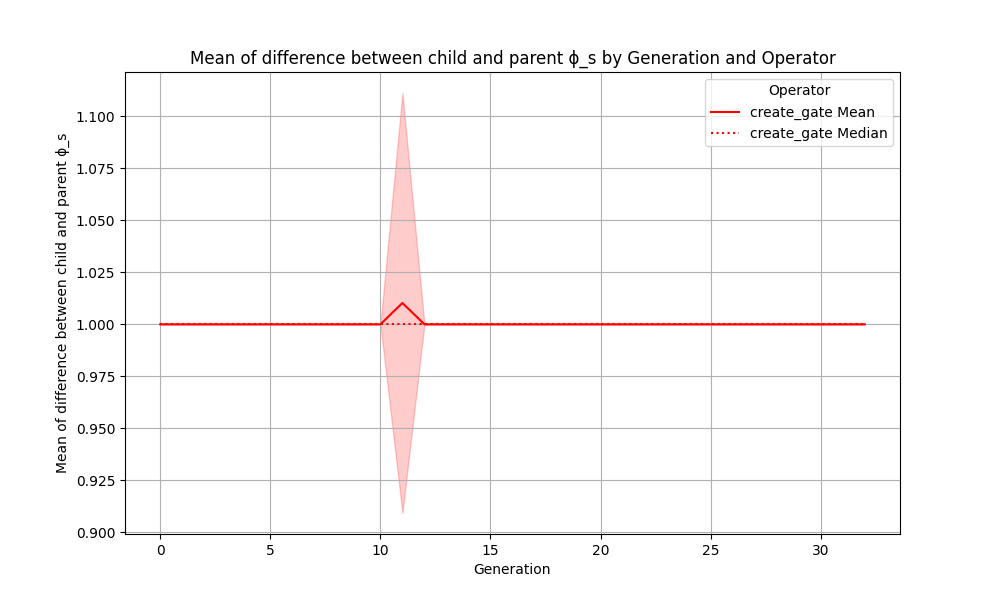 Mean of difference between child and parent ϕ_s by Generation and Operator
Operator
create_gate Mean
create_gate Median
Mean of difference between child and parent ϕ_s
1.100
1.075
1.050
1.025
1.000
0.975
0.950
0.925
0.900
0 5 10 15 20 25 30
Generation